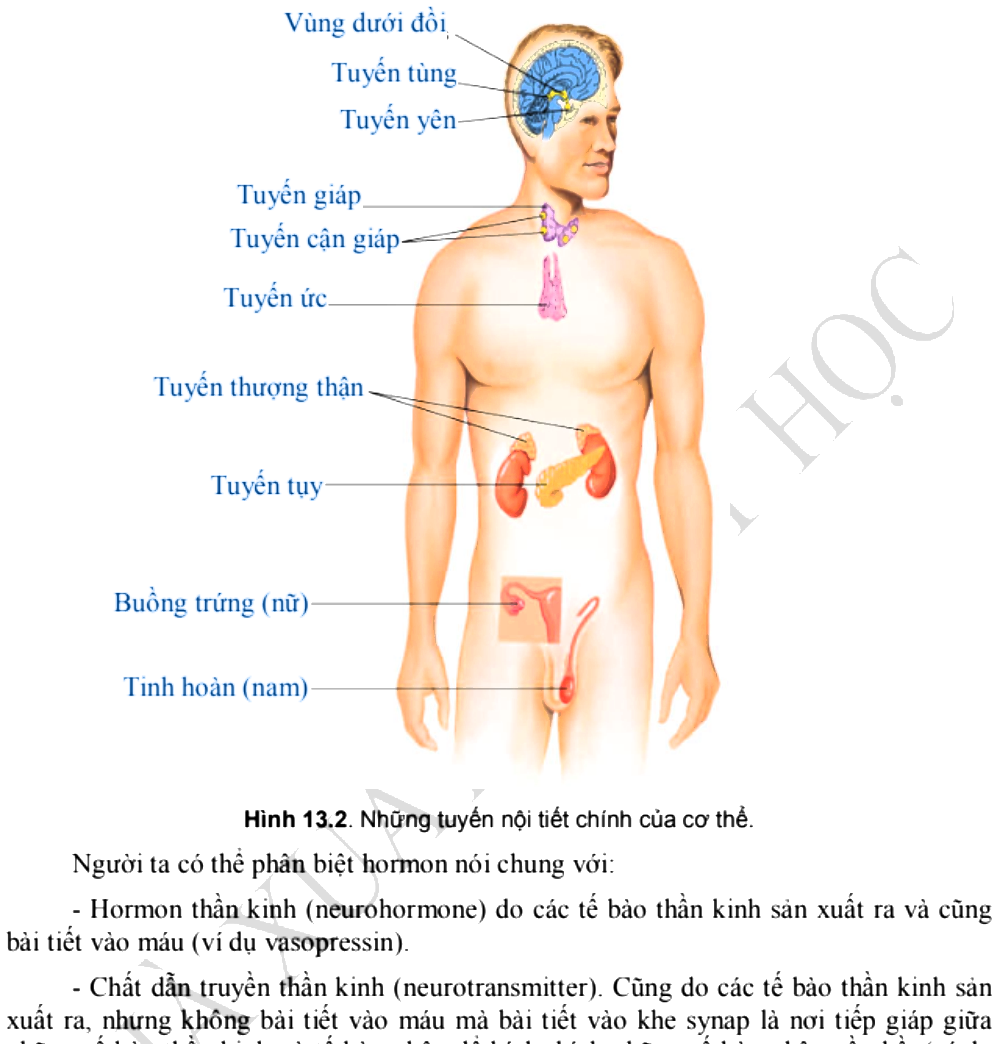 Vùng dưới đồi
Tuyến tùng
Tuyến yên
Tuyến giáp
Tuyến cận giáp
Tuyến ức
Tuyến thượng thận
Tuyến tụy
Buồng trứng (nữ)
Tinh hoàn (nam)
Hình 13.2. Những tuyến nội tiết chính của cơ thể.
Người ta có thể phân biệt hormon nói chung với:
- Hormon thần kinh (neurohormone) do các tế bào thần kinh sản xuất ra và cũng
bài tiết vào máu (ví dụ vasopressin).
- Chất dẫn truyền thần kinh (neurotransmitter). Cũng do các tế bào thần kinh sản
xuất ra, nhưng không bài tiết vào máu mà bài tiết vào khe synap là nơi tiếp giáp giữa
HỌC
XUA